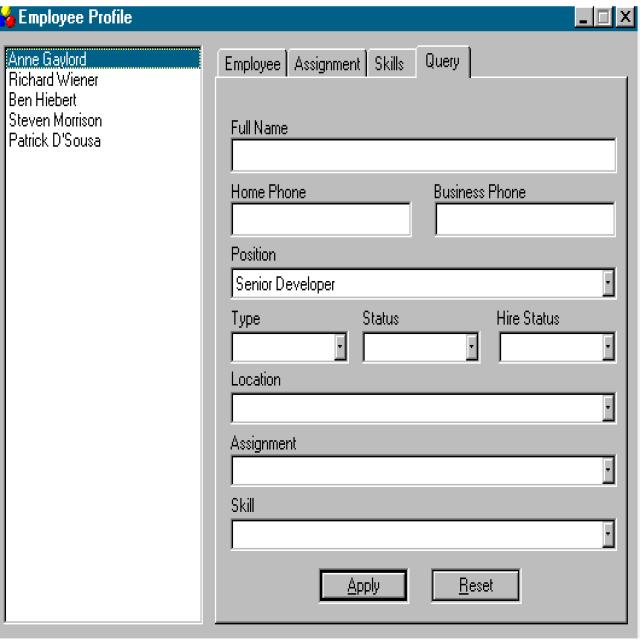 Employee Profile
Anne Gaylord
Richard Wiener
Ben Hiebert
Steven Morrison
Patrick D'Sousa
Employee Assignment Skills Query
Full Name
Home Phone Business Phone
Position
Senior Developer
Type Status Hire Status
Location
Assignment
Skill
Apply Reset